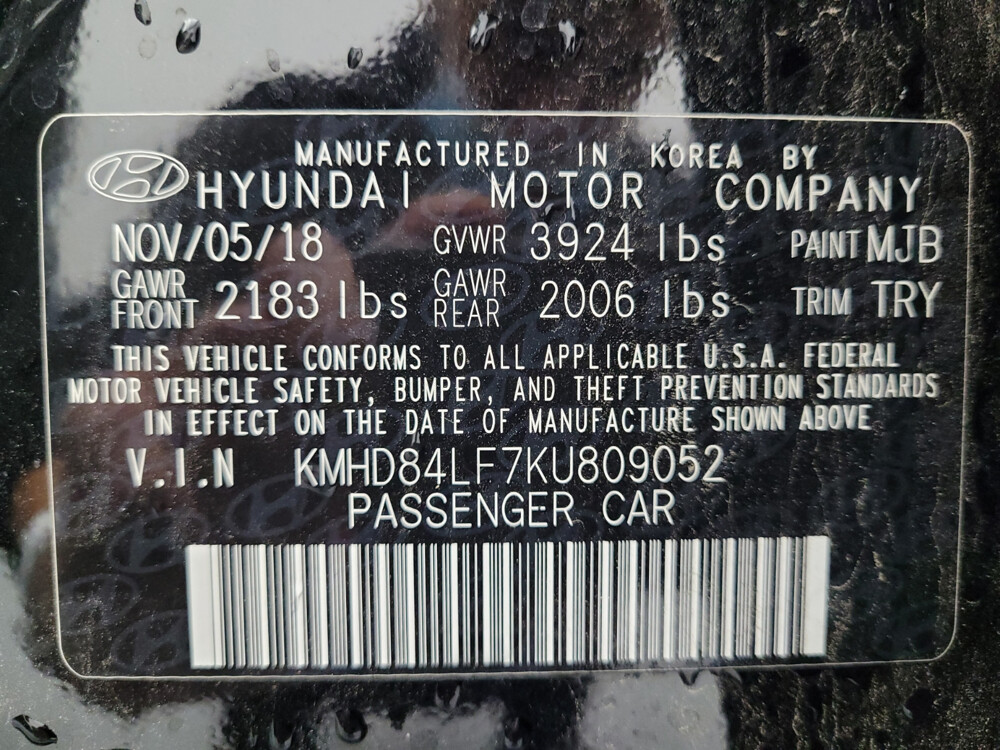 MANUFACTURED IN KOREA BY
HYUNDAI MOTOR COMPANY
NOV/05/18 GVWR 3924 lbs PAINT MJB
GAWR FRONT 2183 lbs GAWR REAR 2006 lbs TRIM TRY
THIS VEHICLE CONFORMS TO ALL APPLICABLE U.S.A. FEDERAL
MOTOR VEHICLE SAFETY, BUMPER, AND THEFT PREVENTION STANDARDS
IN EFFECT ON THE DATE OF MANUFACTURE SHOWN ABOVE
V.I.N KMHD84LF7KU809052
PASSENGER CAR